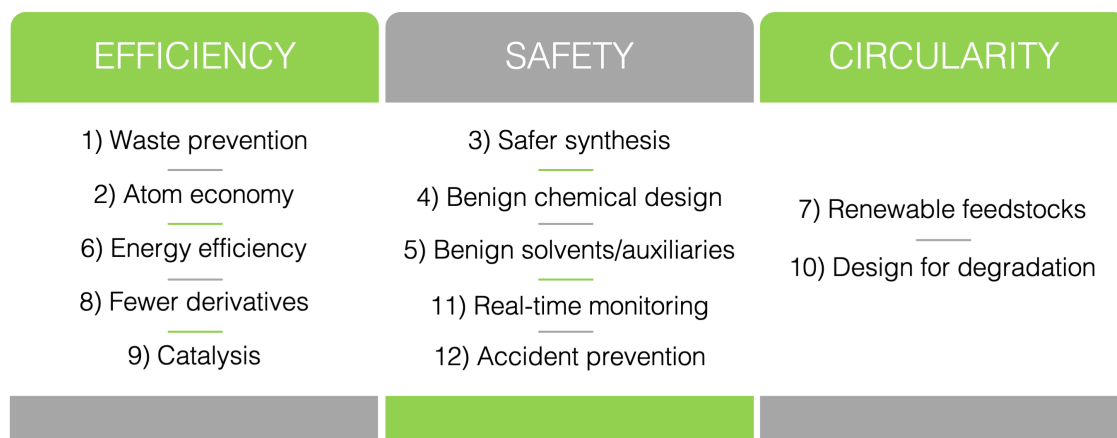 EFFICIENCY
1) Waste prevention
2) Atom economy
6) Energy efficiency
8) Fewer derivatives
9) Catalysis
SAFETY
3) Safer synthesis
4) Benign chemical design
5) Benign solvents/auxiliaries
11) Real-time monitoring
12) Accident prevention
CIRCULARITY
7) Renewable feedstocks
10) Design for degradation